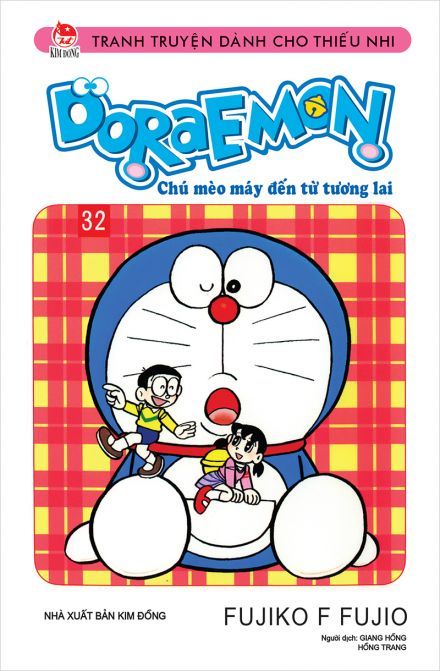 KIM ĐỒNG
TRANH TRUYỆN DÀNH CHO THIẾU NHI
DORAEMON
Chú mèo máy đến từ tương lai
32
NHÀ XUẤT BẢN KIM ĐỒNG
FUJIKO F FUJIO
Người dịch: GIANG HỒNG
HỒNG TRANG